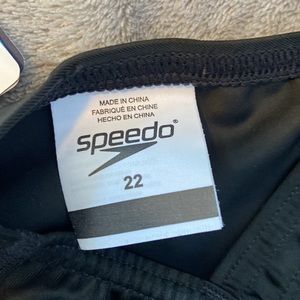 MADE IN CHINA
FABRIQUÉ EN CHINE
HECHO EN CHINA
speedo®
22